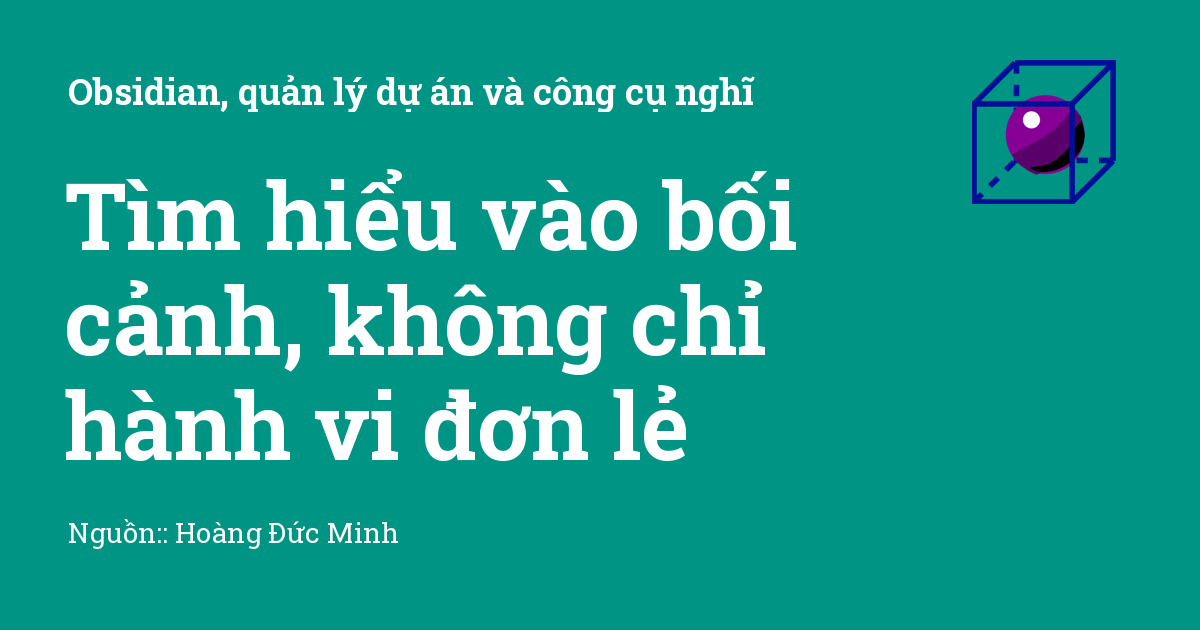 Obsidian, quản lý dự án và công cụ nghĩ
Tìm hiểu vào bối
cảnh, không chỉ
hành vi đơn lẻ
Nguồn:: Hoàng Đức Minh